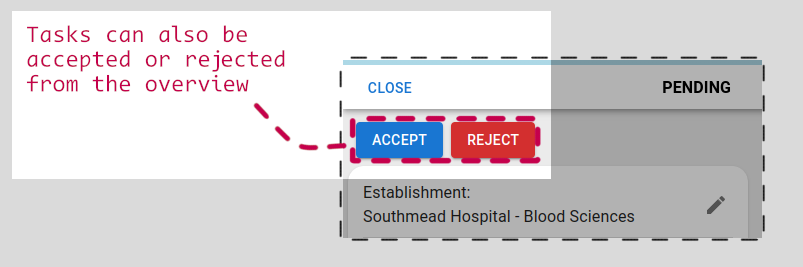 Tasks can also be
accepted or rejected
from the overview
CLOSE
PENDING
ACCEPT
REJECT
Establishment:
Southmead Hospital - Blood Sciences